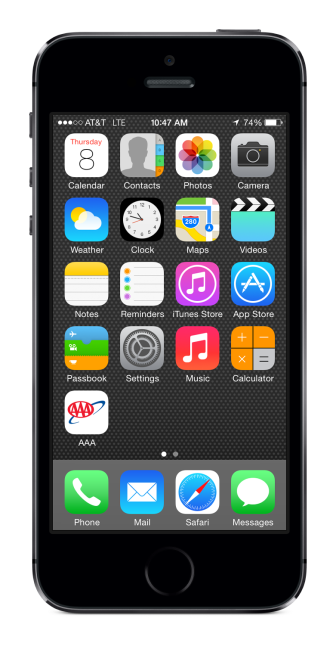 AT&T LTE 10:47 AM 74%
Thursday
8
Calendar Contacts Photos Camera
280
Weather Clock Maps Videos
Notes Reminders iTunes Store App Store
Passbook Settings Music Calculator
AAA
AAA
Phone Mail Safari Messages